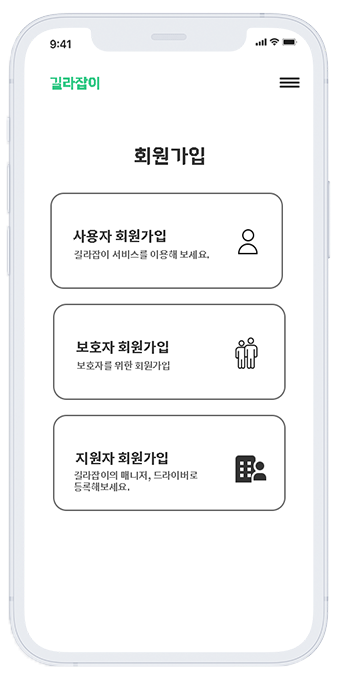 9:41
길라잡이
회원가입
사용자 회원가입
길라잡이 서비스를 이용해 보세요.
보호자 회원가입
보호자를 위한 회원가입
지원자 회원가입
길라잡이의 매니저, 드라이버로
등록해보세요.